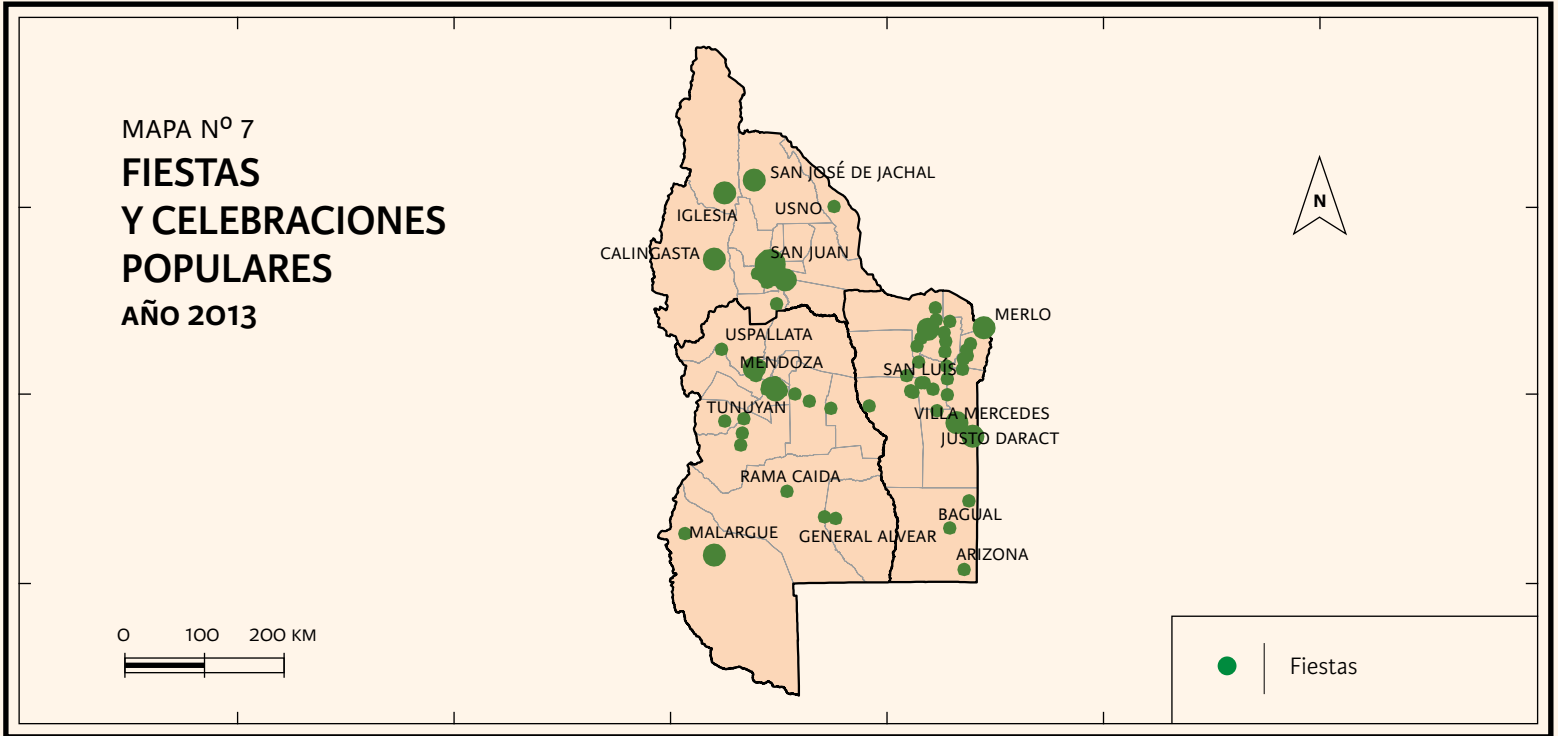 MAPA Nº 7
FIESTAS
Y CELEBRACIONES
POPULARES
AÑO 2013
SAN JOSÉ DE JACHAL
IGLESIA
USNO
CALINGASTA
SAN JUAN
N
MERLO
USPALLATA
MENDOZA
SAN LUÍS
TUNUYAN
VILLA MERCEDES
JUSTO DARACT
RAMA CAIDA
BAGUAL
MALARGUE
GENERAL ALVEAR
ARIZONA
0 100 200 KM
Fiestas